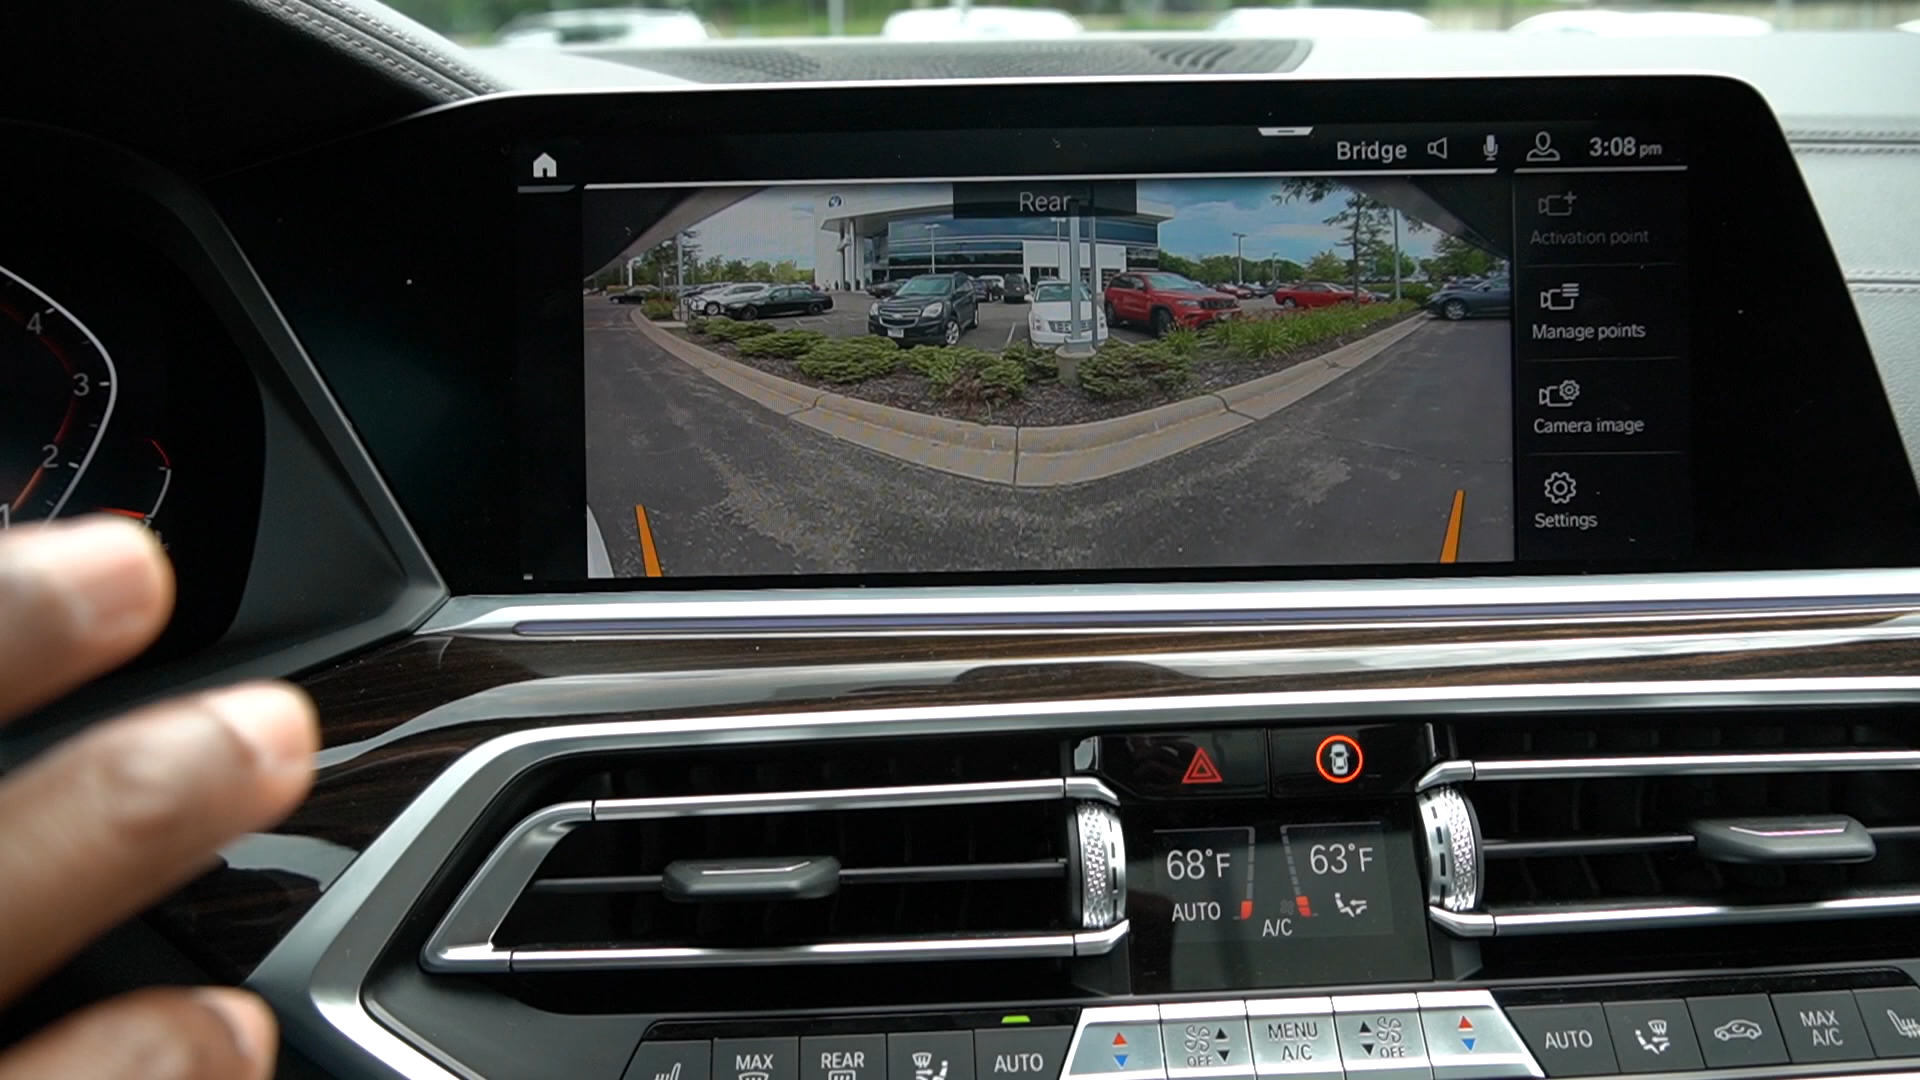 Bridge 3:08 pm
Rear
Activation point
Manage points
Camera image
Settings
4
3
2
1
68°F 63°F
AUTO
A/C
MAX
REAR
AUTO
OFF
MENU
A/C
OFF
AUTO
MAX
A/C